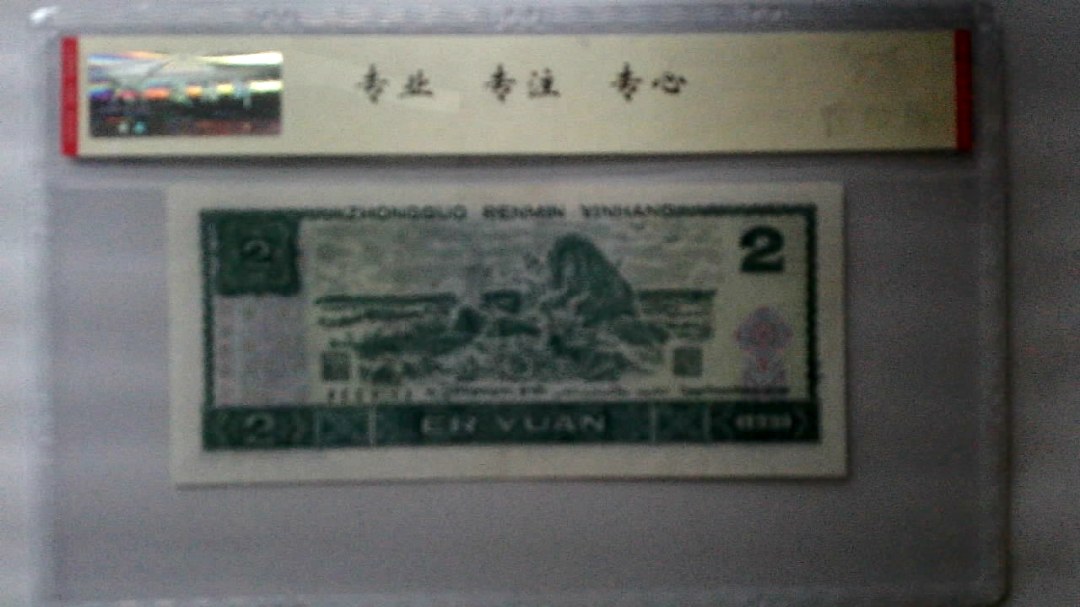 专业 专注 专心
ZHONGGUO RENMIN YINHANG
2 2
2 ER YUAN